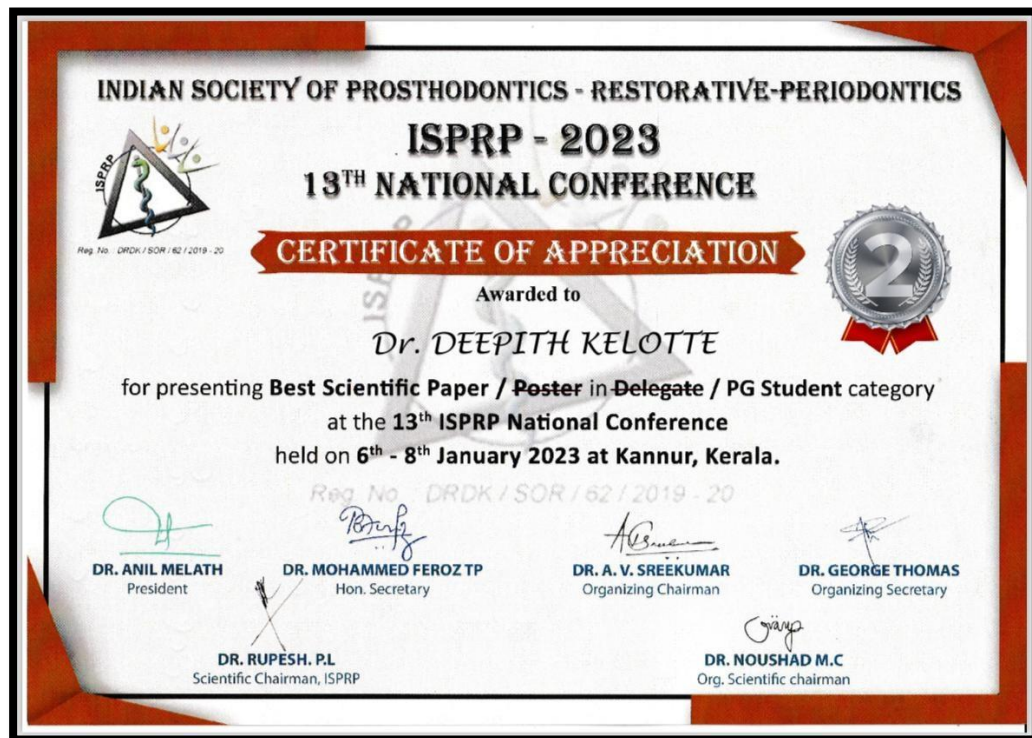 INDIAN SOCIETY OF PROSTHODONTICS - RESTORATIVE-PERIODONTICS
ISPRP - 2023
13TH NATIONAL CONFERENCE
ISPRP
Reg. No. : DRDK / SOR / 62 / 2019 - 20
CERTIFICATE OF APPRECIATION
2
Awarded to
Dr. DEEPITH KELOTTE
for presenting Best Scientific Paper / Poster in Delegate / PG Student category
at the 13th ISPRP National Conference
held on 6th - 8th January 2023 at Kannur, Kerala.
Reg. No. : DRDK / SOR / 62 / 2019 - 20
DR. ANIL MELATH
President
DR. MOHAMMED FEROZ TP
Hon. Secretary
DR. A. V. SREEKUMAR
Organizing Chairman
DR. GEORGE THOMAS
Organizing Secretary
DR. RUPESH. P.L
Scientific Chairman, ISPRP
DR. NOUSHAD M.C
Org. Scientific chairman